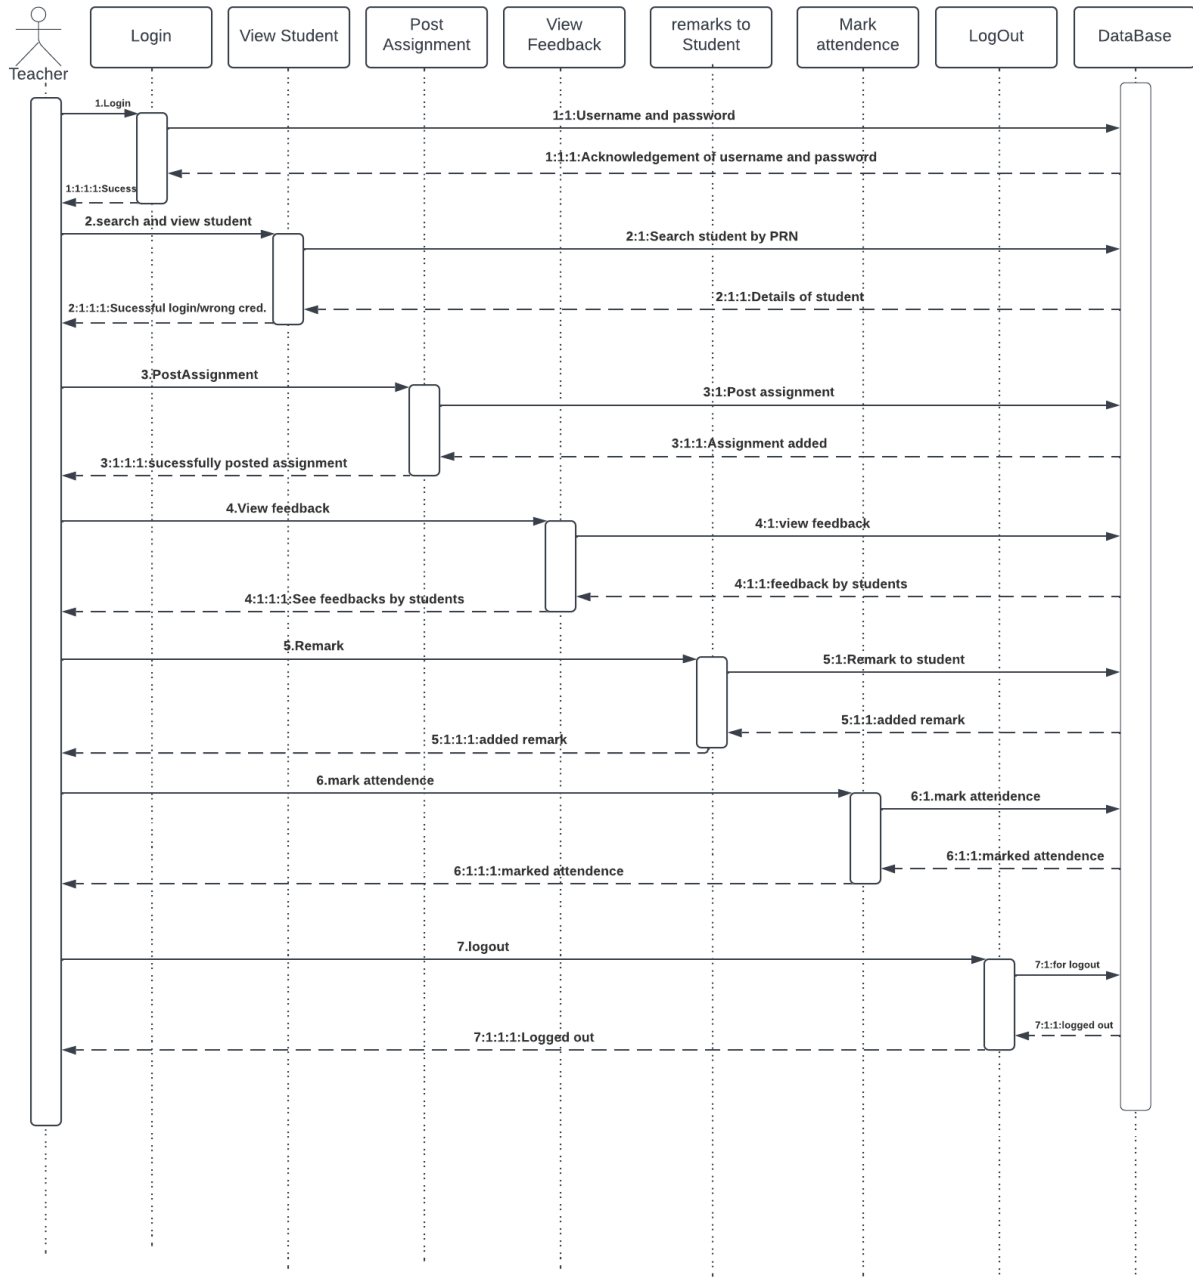 Teacher
Login
View Student
Post
Assignment
View
Feedback
remarks to
Student
Mark
attendence
LogOut
DataBase
1.Login
1:1:Username and password
1:1:1:Acknowledgement of username and password
1:1:1:1:Sucess
2.search and view student
2:1:Search student by PRN
2:1:1:Details of student
2:1:1:1:Sucessful login/wrong cred.
3.PostAssignment
3:1:Post assignment
3:1:1:Assignment added
3:1:1:1:sucessfully posted assignment
4.View feedback
4:1:view feedback
4:1:1:feedback by students
4:1:1:1:See feedbacks by students
5.Remark
5:1:Remark to student
5:1:1:added remark
5:1:1:1:added remark
6.mark attendence
6:1.mark attendence
6:1:1:marked attendence
6:1:1:1:marked attendence
7.logout
7:1:for logout
7:1:1:logged out
7:1:1:1:Logged out